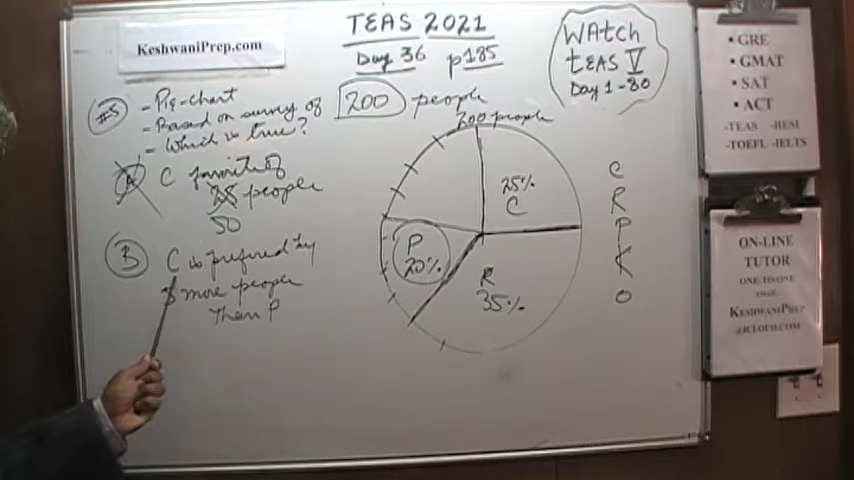 KeshwaniPrep.com
TEAS 2021
Day 36 p185
WATCH
TEAS V
Day 1-80
#5
- Pie-chart
- Based on survey of 200 people
- Which is true?
A C favorite of
25 people
50
B C is preferred by
5 more people
than P
200 people
25%
C
P
20%
R
35%
C
R
P
K
O
• GRE
• GMAT
• SAT
• ACT
-TEAS -HESI
-TOEFL -IELTS
ON-LINE
TUTOR
ONE-TO-ONE
KESHWANIPREP
@ICLOUD.COM